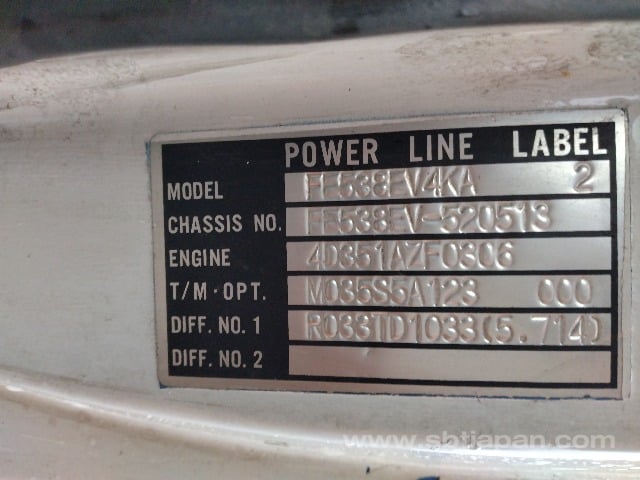 POWER LINE LABEL
MODEL FE538EV4KA 2
CHASSIS NO. FE538EV-520513
ENGINE 4D351AZF0306
T/M·OPT. M035S5A123 000
DIFF. NO. 1 R033TD1033(5.714)
DIFF. NO. 2
www.sbtjapan.com